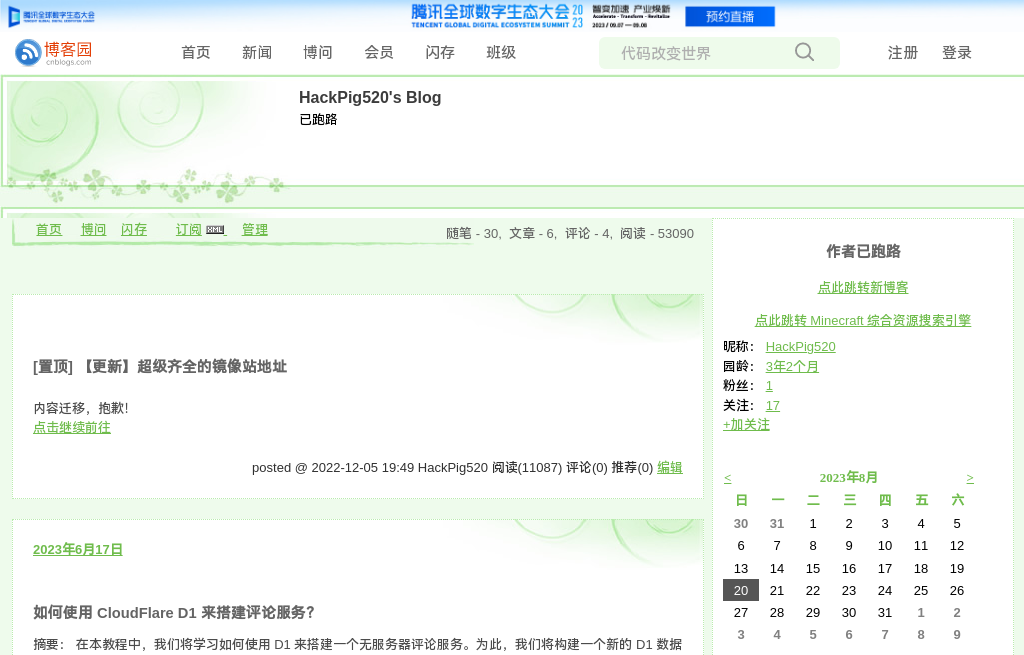 腾讯全球数字生态大会
TENCENT GLOBAL DIGITAL ECOSYSTEM SUMMIT
腾讯全球数字生态大会 20 23
TENCENT GLOBAL DIGITAL ECOSYSTEM SUMMIT
智变加速 产业焕新
Accelerate · Transform · Revitalize
2023 / 09.07 — 09.08
预约直播
博客园
cnblogs.com
首页 新闻 博问 会员 闪存 班级
代码改变世界
注册 登录
HackPig520's Blog
已跑路
首页 博问 闪存 订阅 XML 管理
随笔 - 30, 文章 - 6, 评论 - 4, 阅读 - 53090
[置顶] 【更新】超级齐全的镜像站地址
内容迁移，抱歉！
点击继续前往
posted @ 2022-12-05 19:49 HackPig520 阅读(11087) 评论(0) 推荐(0) 编辑
2023年6月17日
如何使用 CloudFlare D1 来搭建评论服务？
摘要： 在本教程中，我们将学习如何使用 D1 来搭建一个无服务器评论服务。为此，我们将构建一个新的 D1 数据
作者已跑路
点此跳转新博客
点此跳转 Minecraft 综合资源搜索引擎
昵称： HackPig520
园龄： 3年2个月
粉丝： 1
关注： 17
+加关注
< 2023年8月 >
日 一 二 三 四 五 六
30 31 1 2 3 4 5
6 7 8 9 10 11 12
13 14 15 16 17 18 19
20 21 22 23 24 25 26
27 28 29 30 31 1 2
3 4 5 6 7 8 9